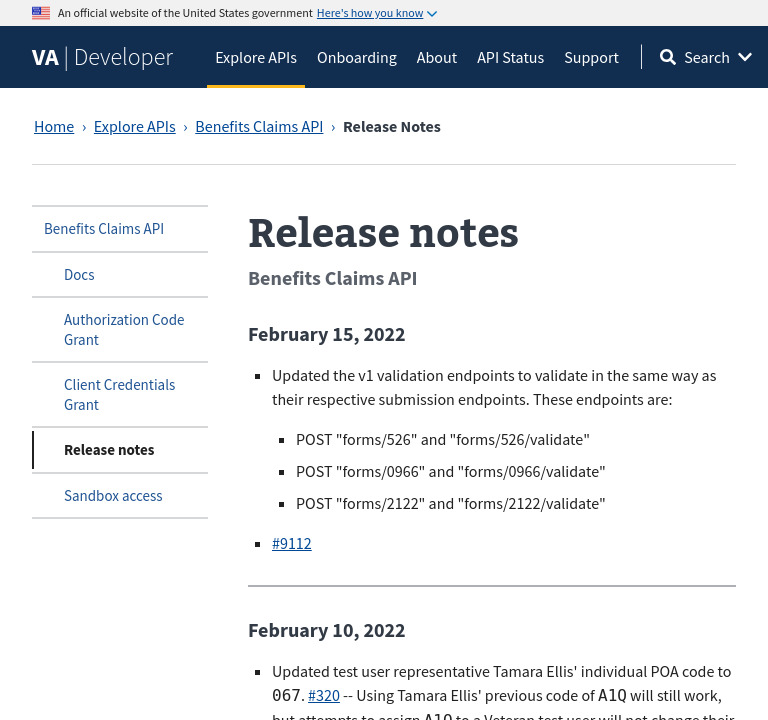 An official website of the United States government Here's how you know
VA | Developer
Explore APIs
Onboarding
About
API Status
Support
Search
Home › Explore APIs › Benefits Claims API › Release Notes
Benefits Claims API
Docs
Authorization Code
Grant
Client Credentials
Grant
Release notes
Sandbox access
Release notes
Benefits Claims API
February 15, 2022
Updated the v1 validation endpoints to validate in the same way as
their respective submission endpoints. These endpoints are:
POST "forms/526" and "forms/526/validate"
POST "forms/0966" and "forms/0966/validate"
POST "forms/2122" and "forms/2122/validate"
#9112
February 10, 2022
Updated test user representative Tamara Ellis' individual POA code to
067. #320 -- Using Tamara Ellis' previous code of A1Q will still work,
but attempts to assign A1Q to a Veteran test user will not change their